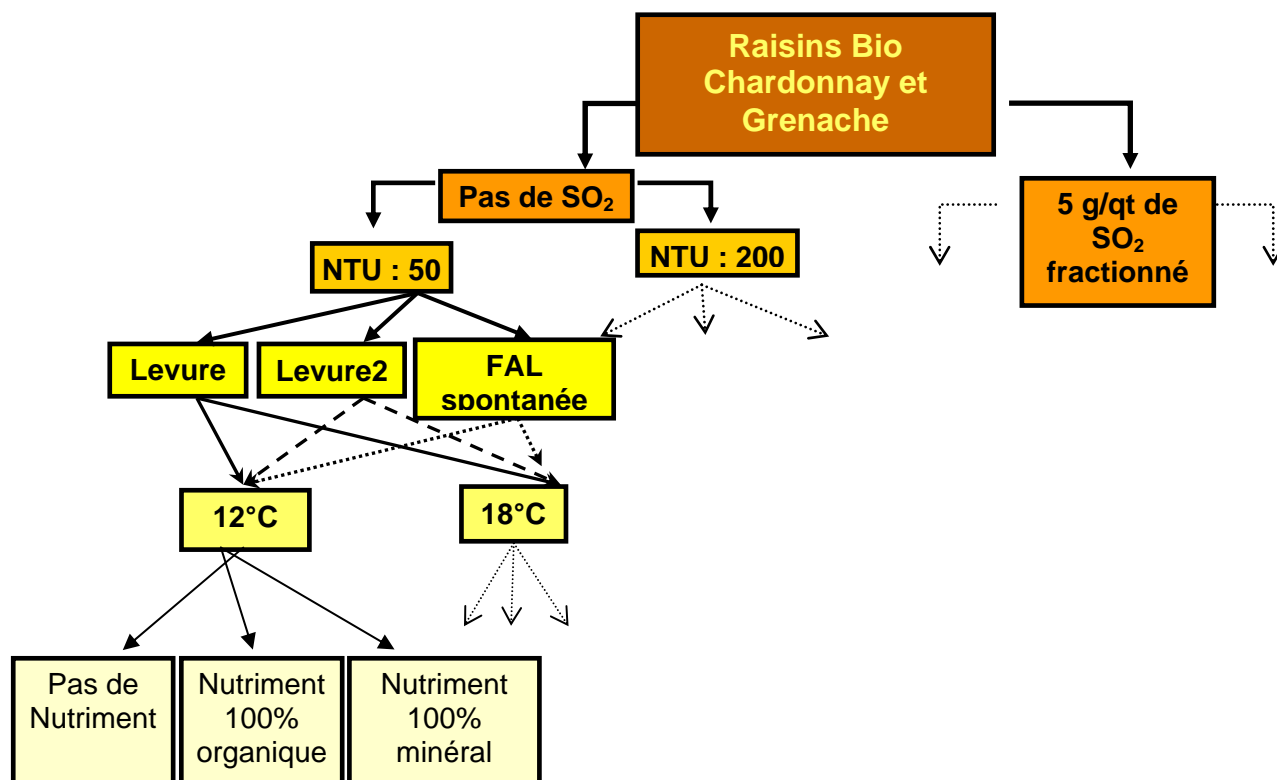 Raisins Bio
Chardonnay et
Grenache
Pas de SO₂
5 g/qt de
SO₂
fractionné
NTU : 50
NTU : 200
Levure
Levure2
FAL
spontanée
12°C
18°C
Pas de
Nutriment
Nutriment
100%
organique
Nutriment
100%
minéral